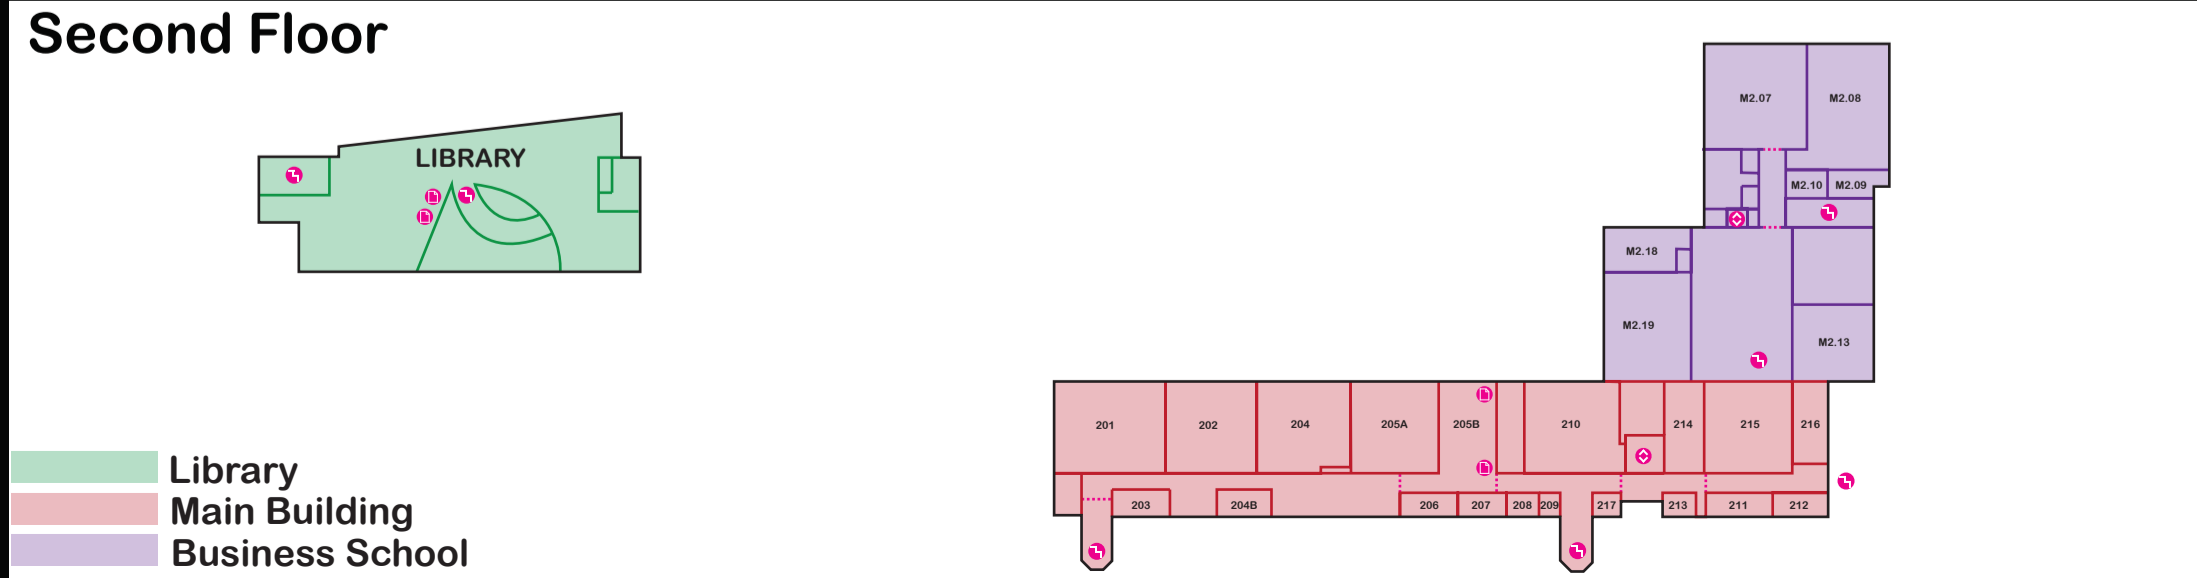 Second Floor
LIBRARY
M2.07
M2.08
M2.10
M2.09
M2.18
M2.19
M2.13
201
202
204
205A
205B
210
214
215
216
203
204B
206
207
208
209
217
213
211
212
Library
Main Building
Business School